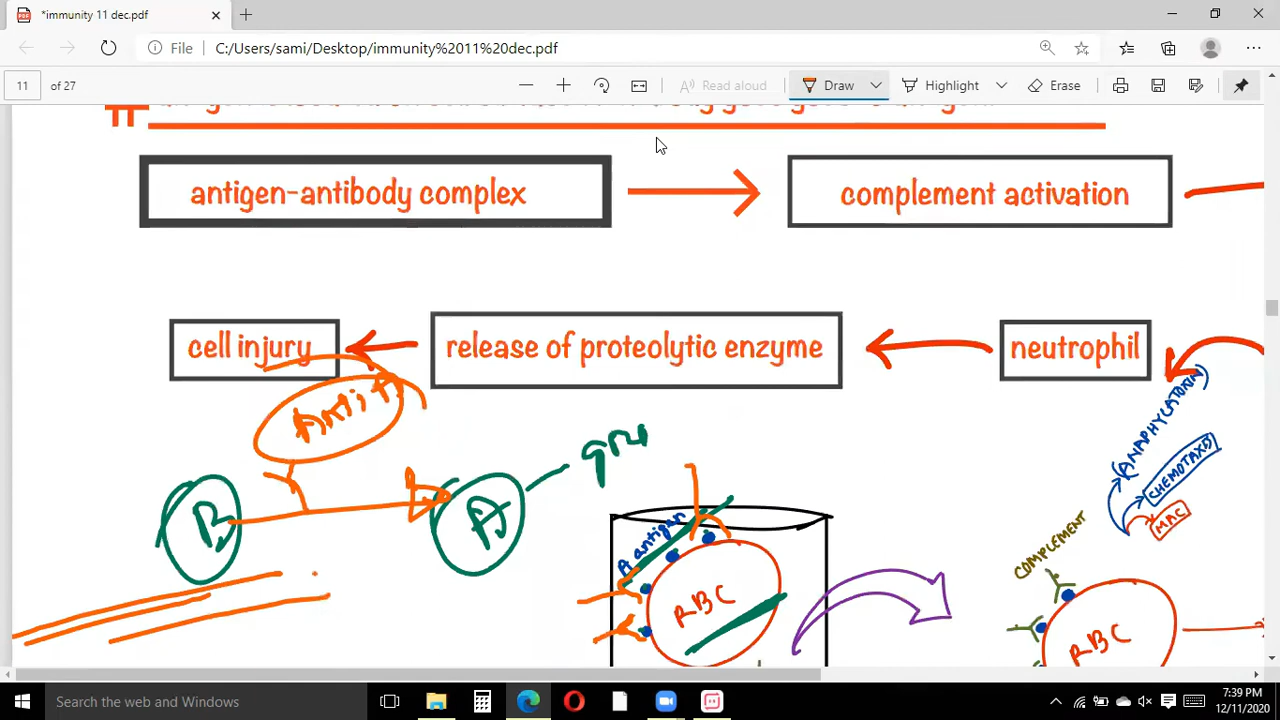 *immunity 11 dec.pdf
File C:/Users/sami/Desktop/immunity%2011%20dec.pdf
11 of 27 Read aloud Draw Highlight Erase
antigen-antibody complex
complement activation
cell injury
release of proteolytic enzyme
neutrophil
Anti A
B
A
A antigen
RBC
ANAPHYLATOXIN
CHEMOTAXIS
MAC
COMPLEMENT
RBC
Search the web and Windows
7:39 PM
12/11/2020